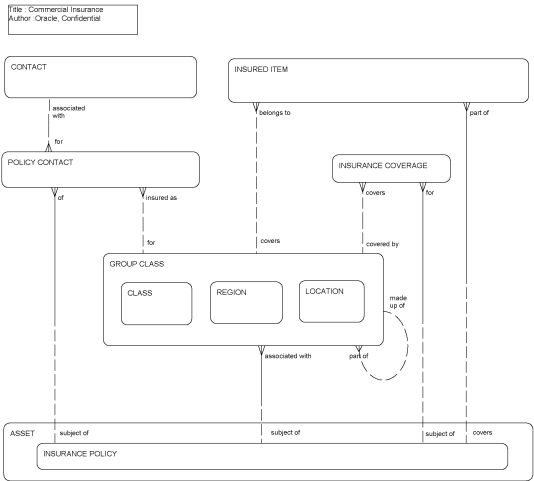 Title : Commercial Insurance
Author :Oracle, Confidential
CONTACT
INSURED ITEM
associated
with
belongs to
part of
for
POLICY CONTACT
INSURANCE COVERAGE
of
insured as
covers
for
for
covers
covered by
GROUP CLASS
CLASS
REGION
LOCATION
made
up of
associated with
part of
ASSET
subject of
subject of
subject of
covers
INSURANCE POLICY